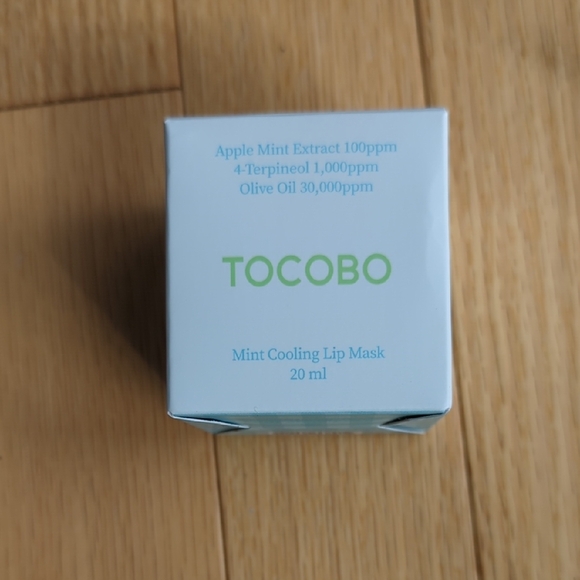 Apple Mint Extract 100ppm
4-Terpineol 1,000ppm
Olive Oil 30,000ppm
TOCOBO
Mint Cooling Lip Mask
20 ml